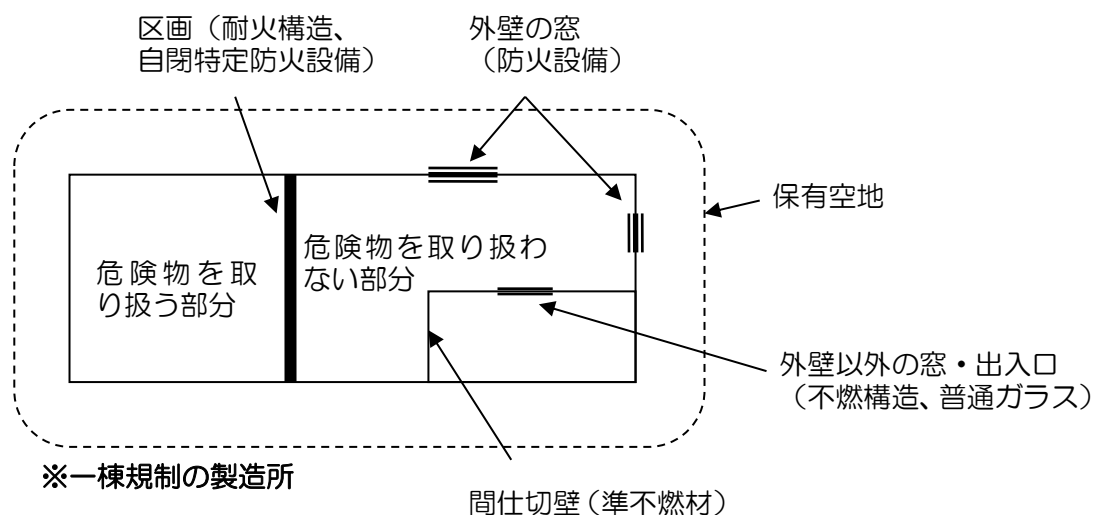 区画（耐火構造、
自閉特定防火設備）
外壁の窓
（防火設備）
保有空地
危険物を取り扱わ
ない部分
危険物を取
り扱う部分
外壁以外の窓・出入口
（不燃構造、普通ガラス）
※一棟規制の製造所
間仕切壁（準不燃材）